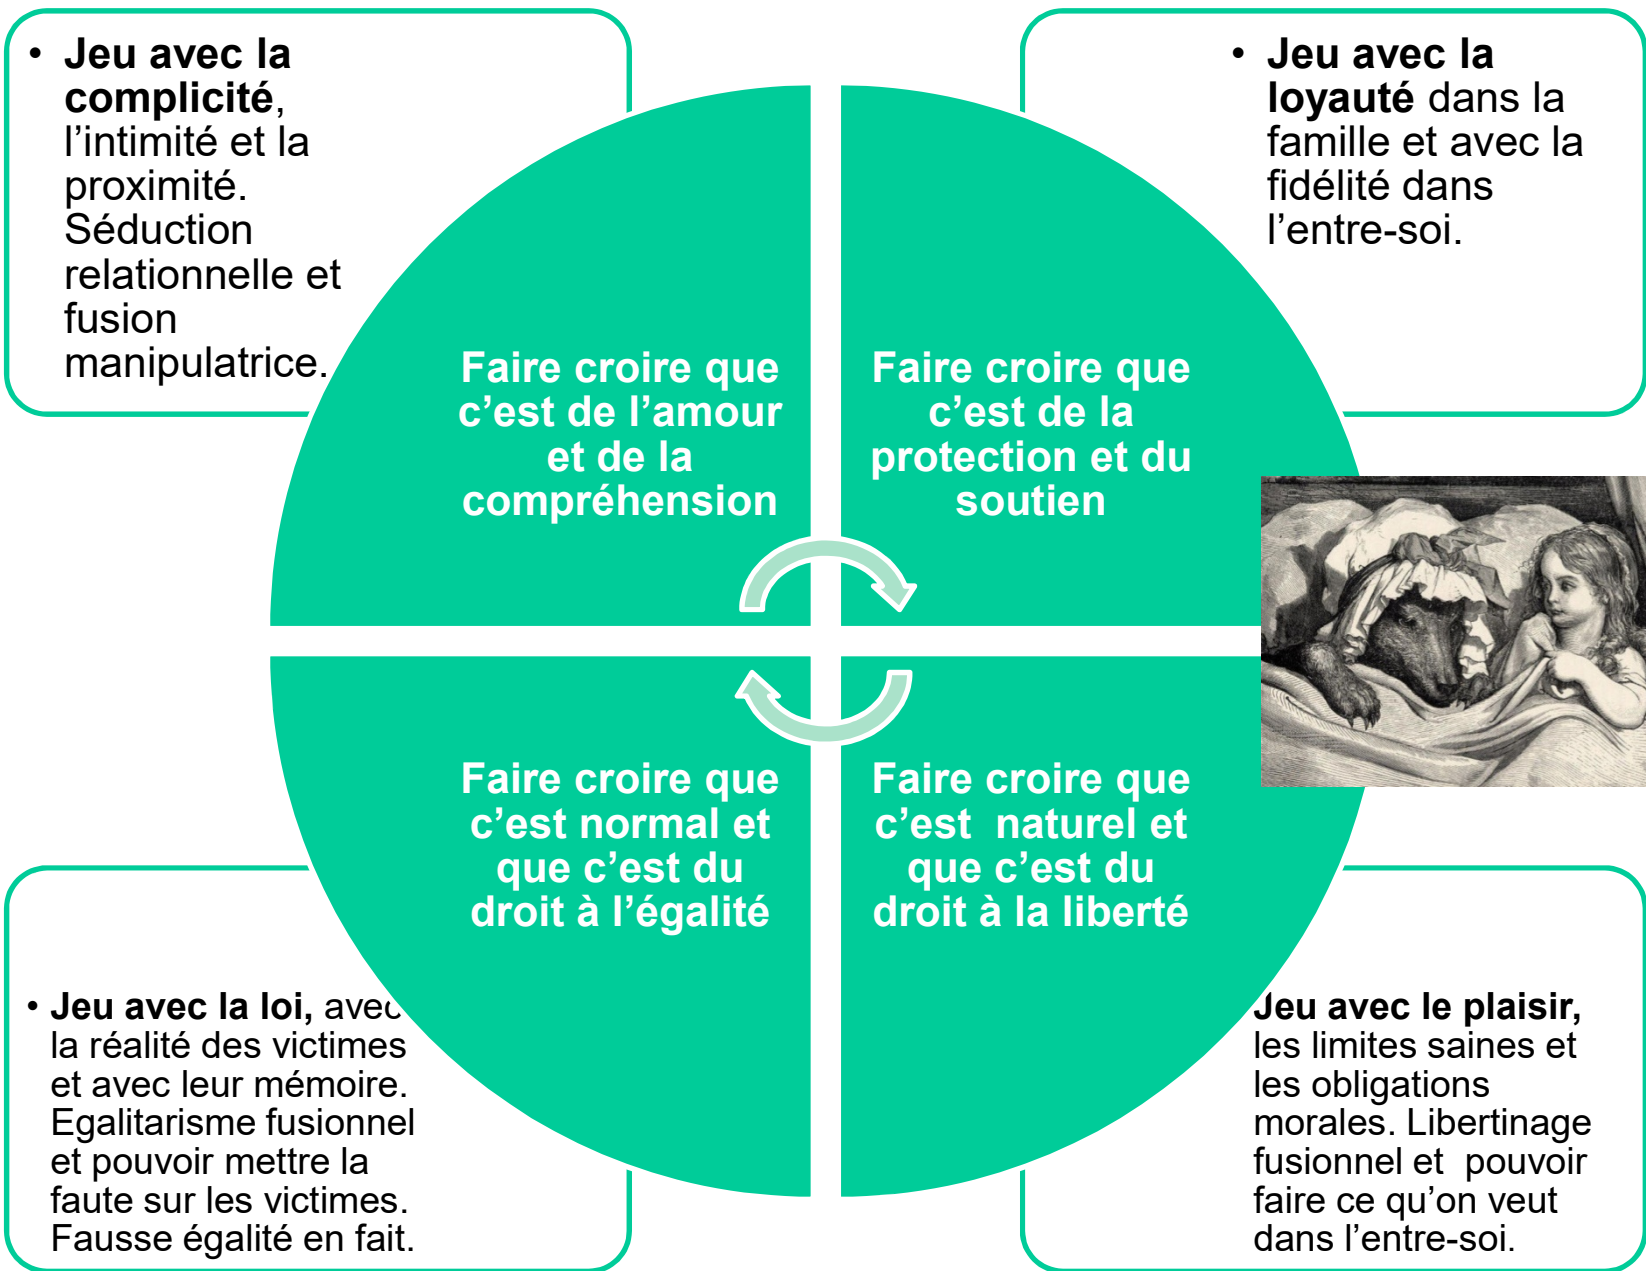 • Jeu avec la
complicité,
l’intimité et la
proximité.
Séduction
relationnelle et
fusion
manipulatrice.
• Jeu avec la
loyauté dans la
famille et avec la
fidélité dans
l’entre-soi.
Faire croire que
c’est de l’amour
et de la
compréhension
Faire croire que
c’est de la
protection et du
soutien
Faire croire que
c’est normal et
que c’est du
droit à l’égalité
Faire croire que
c’est  naturel et
que c’est du
droit à la liberté
• Jeu avec la loi, avec
la réalité des victimes
et avec leur mémoire.
Egalitarisme fusionnel
et pouvoir mettre la
faute sur les victimes.
Fausse égalité en fait.
Jeu avec le plaisir,
les limites saines et
les obligations
morales. Libertinage
fusionnel et  pouvoir
faire ce qu’on veut
dans l’entre-soi.